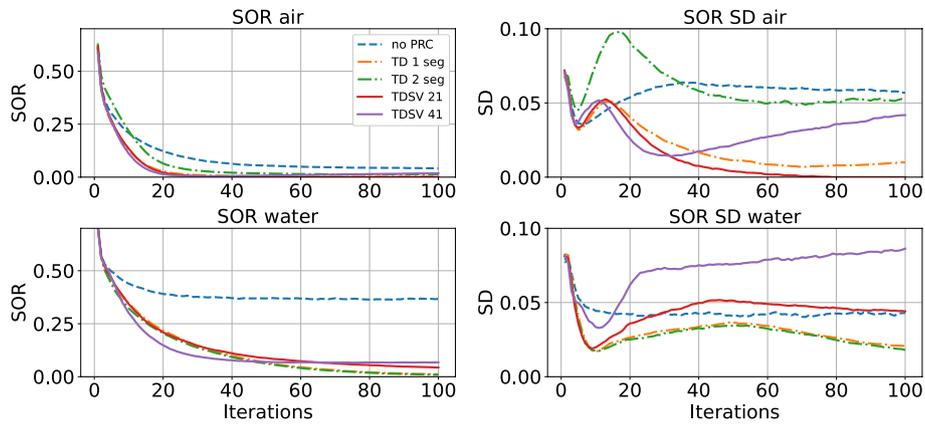 SOR air
SOR
0.50
0.25
0.00
0 20 40 60 80 100
no PRC
TD 1 seg
TD 2 seg
TDSV 21
TDSV 41
SOR SD air
SD
0.10
0.05
0.00
0 20 40 60 80 100
SOR water
SOR
0.50
0.25
0.00
0 20 40 60 80 100
Iterations
SOR SD water
SD
0.10
0.05
0.00
0 20 40 60 80 100
Iterations